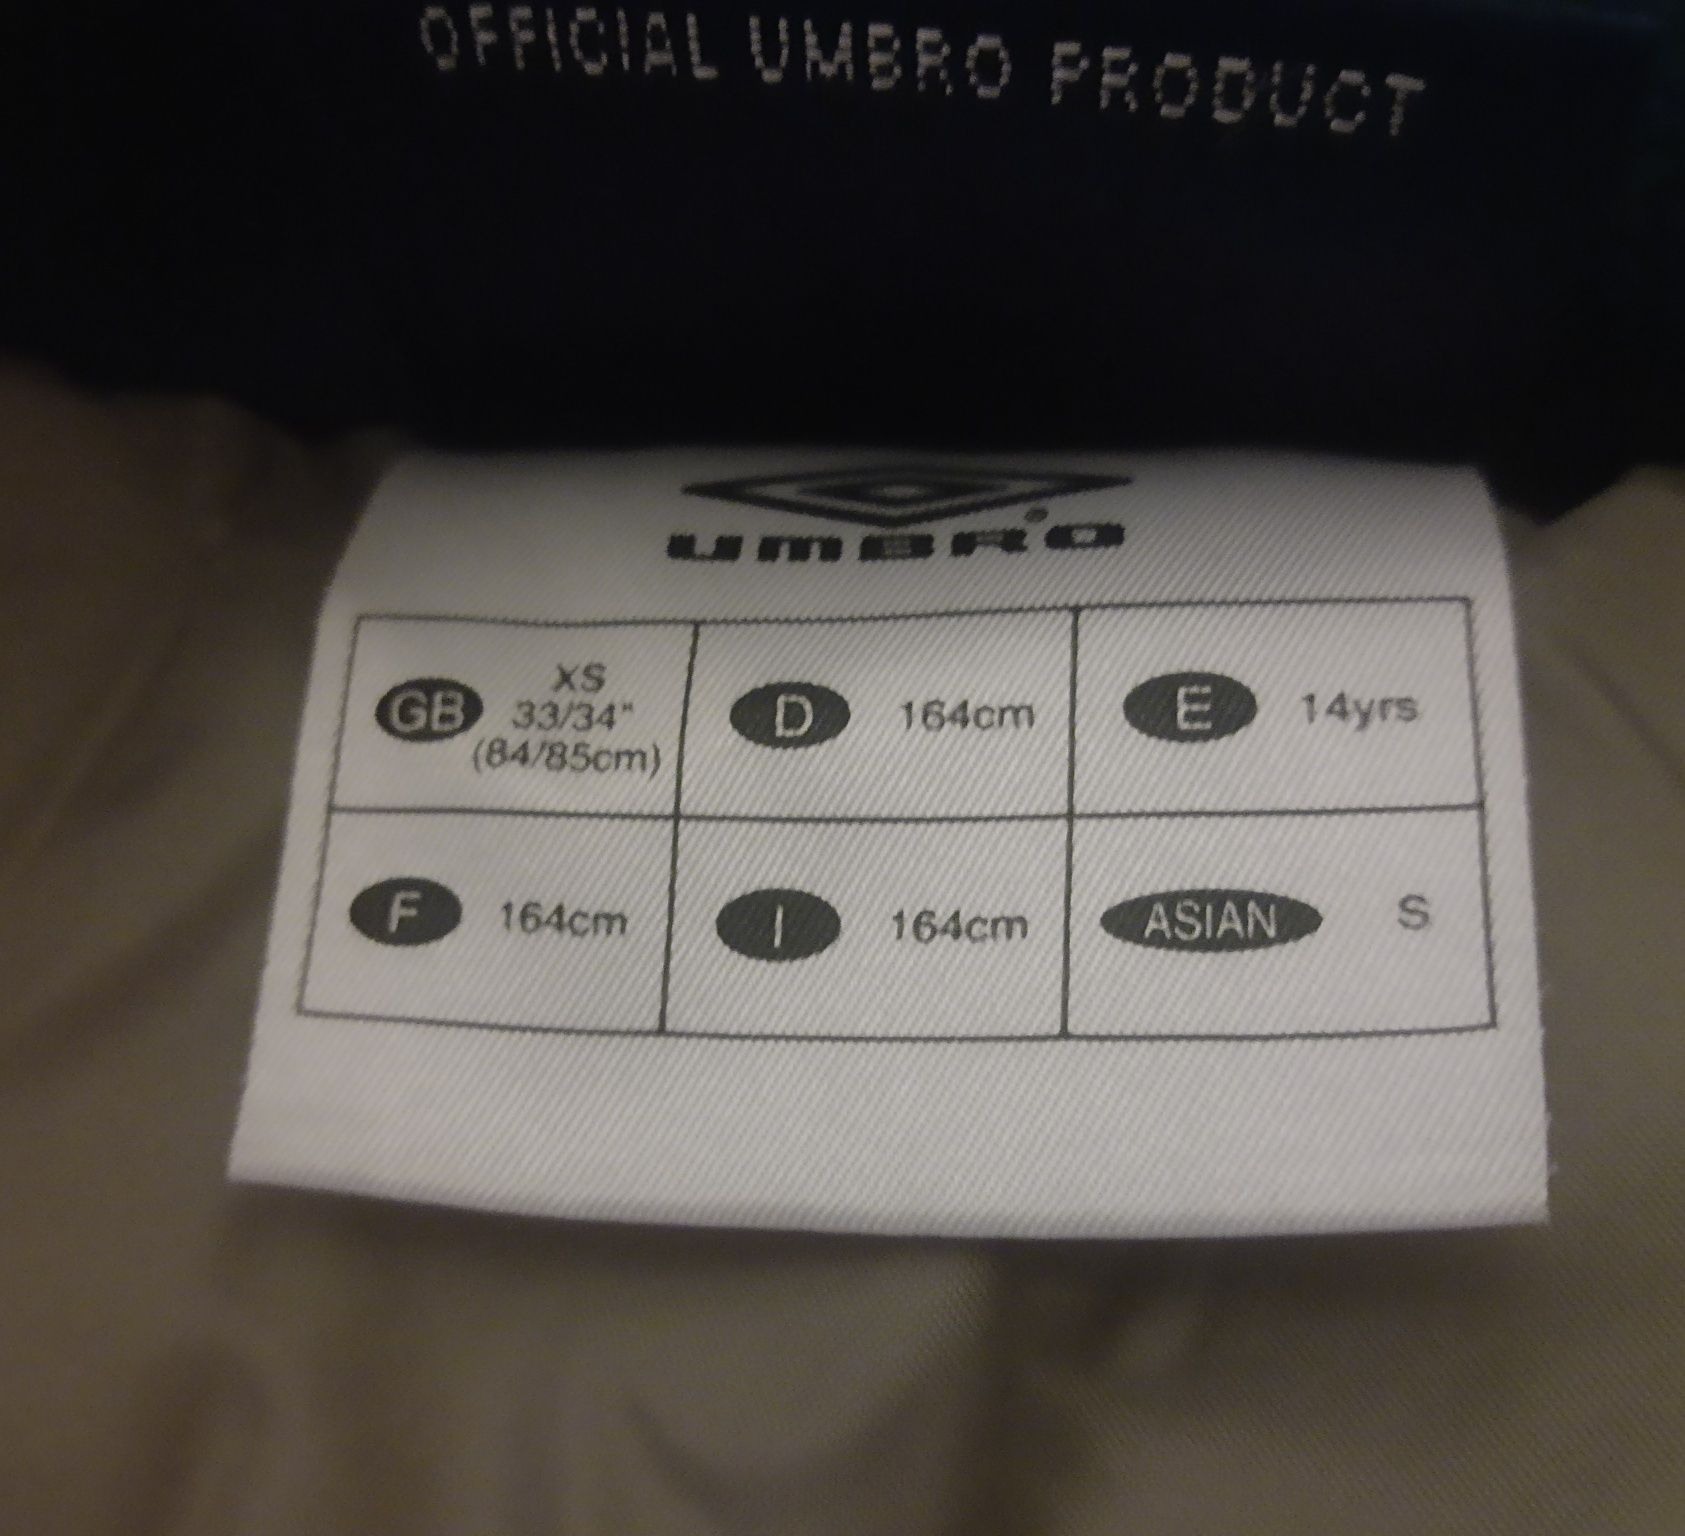 OFFICIAL UMBRO PRODUCT
UMBRO®
GB XS 33/34" (84/85cm)
D 164cm
E 14yrs
F 164cm
I 164cm
ASIAN S